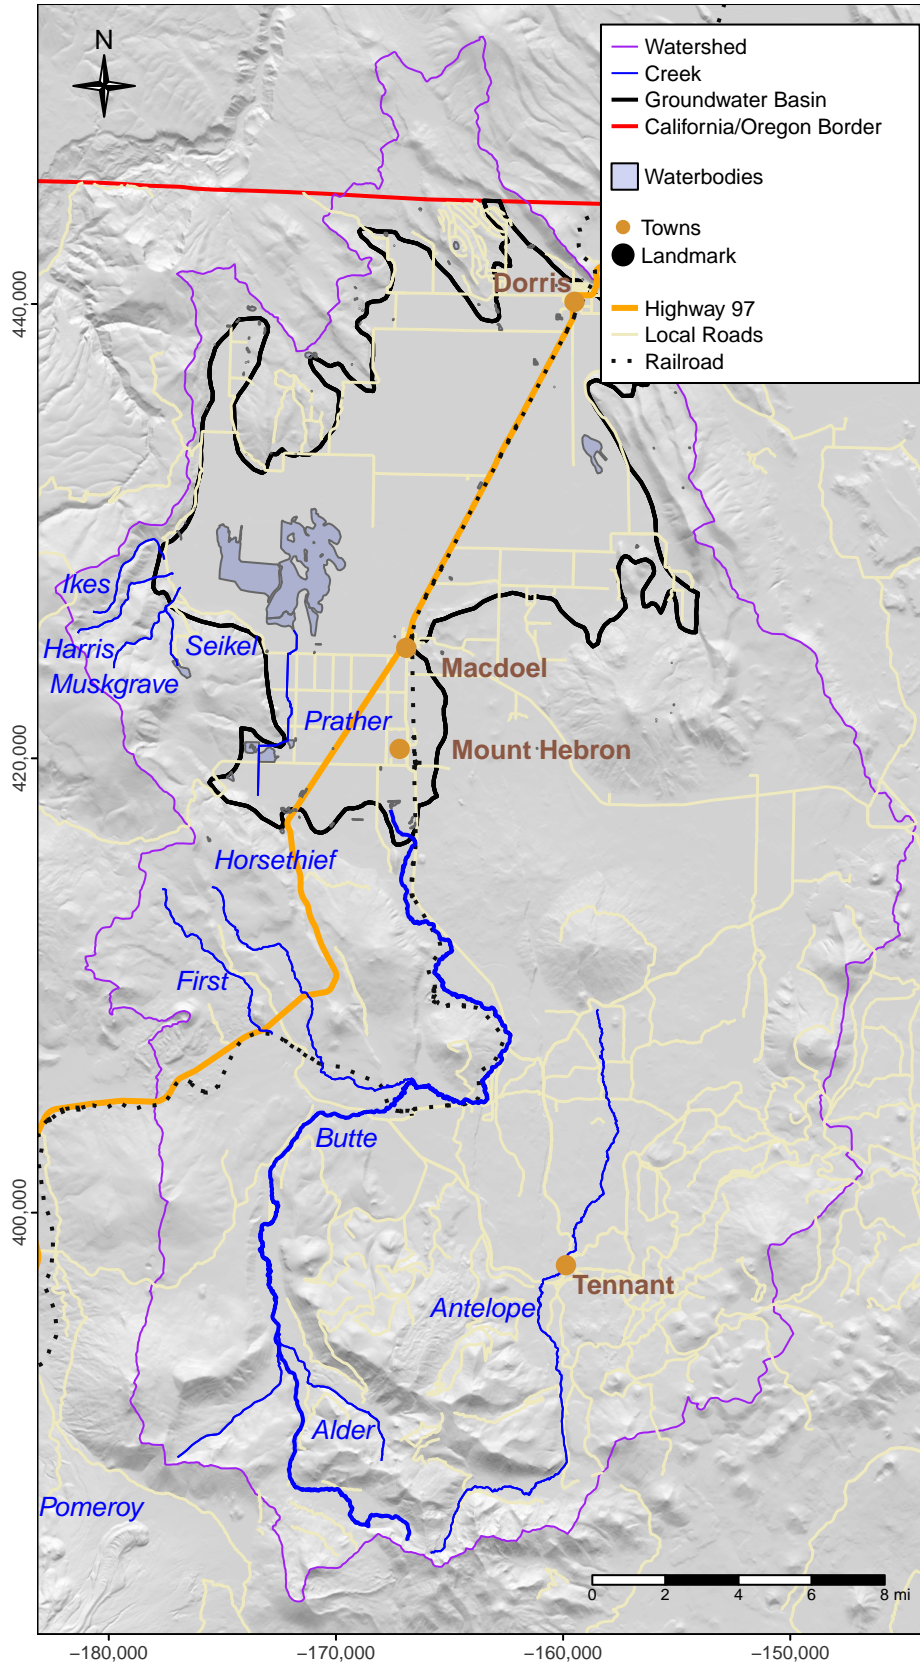 N
Watershed
Creek
Groundwater Basin
California/Oregon Border
Waterbodies
Towns
Landmark
Highway 97
Local Roads
Railroad
Dorris
440,000
Ikes
Harris
Seikel
Muskgrave
Macdoel
Prather
Mount Hebron
420,000
Horsethief
First
Butte
400,000
Tennant
Antelope
Alder
Pomeroy
0 2 4 6 8 mi
−180,000 −170,000 −160,000 −150,000